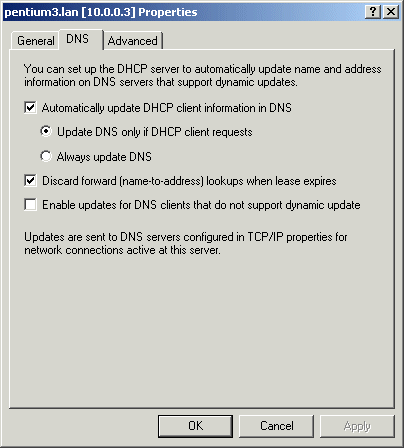 pentium3.lan [10.0.0.3] Properties
General DNS Advanced
You can set up the DHCP server to automatically update name and address
information on DNS servers that support dynamic updates.
Automatically update DHCP client information in DNS
Update DNS only if DHCP client requests
Always update DNS
Discard forward (name-to-address) lookups when lease expires
Enable updates for DNS clients that do not support dynamic update
Updates are sent to DNS servers configured in TCP/IP properties for
network connections active at this server.
OK Cancel Apply